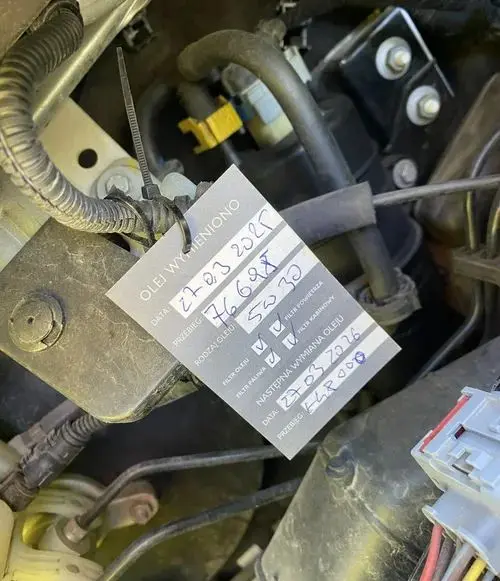 OLEJ WYMIENIONO
DATA: 27.03.2025
PRZEBIEG:
RODZAJ OLEJU 5W30
FILTR OLEJU FILTR POWIETRZA
FILTR PALIWA FILTR KABINOWY
NASTĘPNA WYMIANA OLEJU
DATA: 27.03.2026
PRZEBIEG: